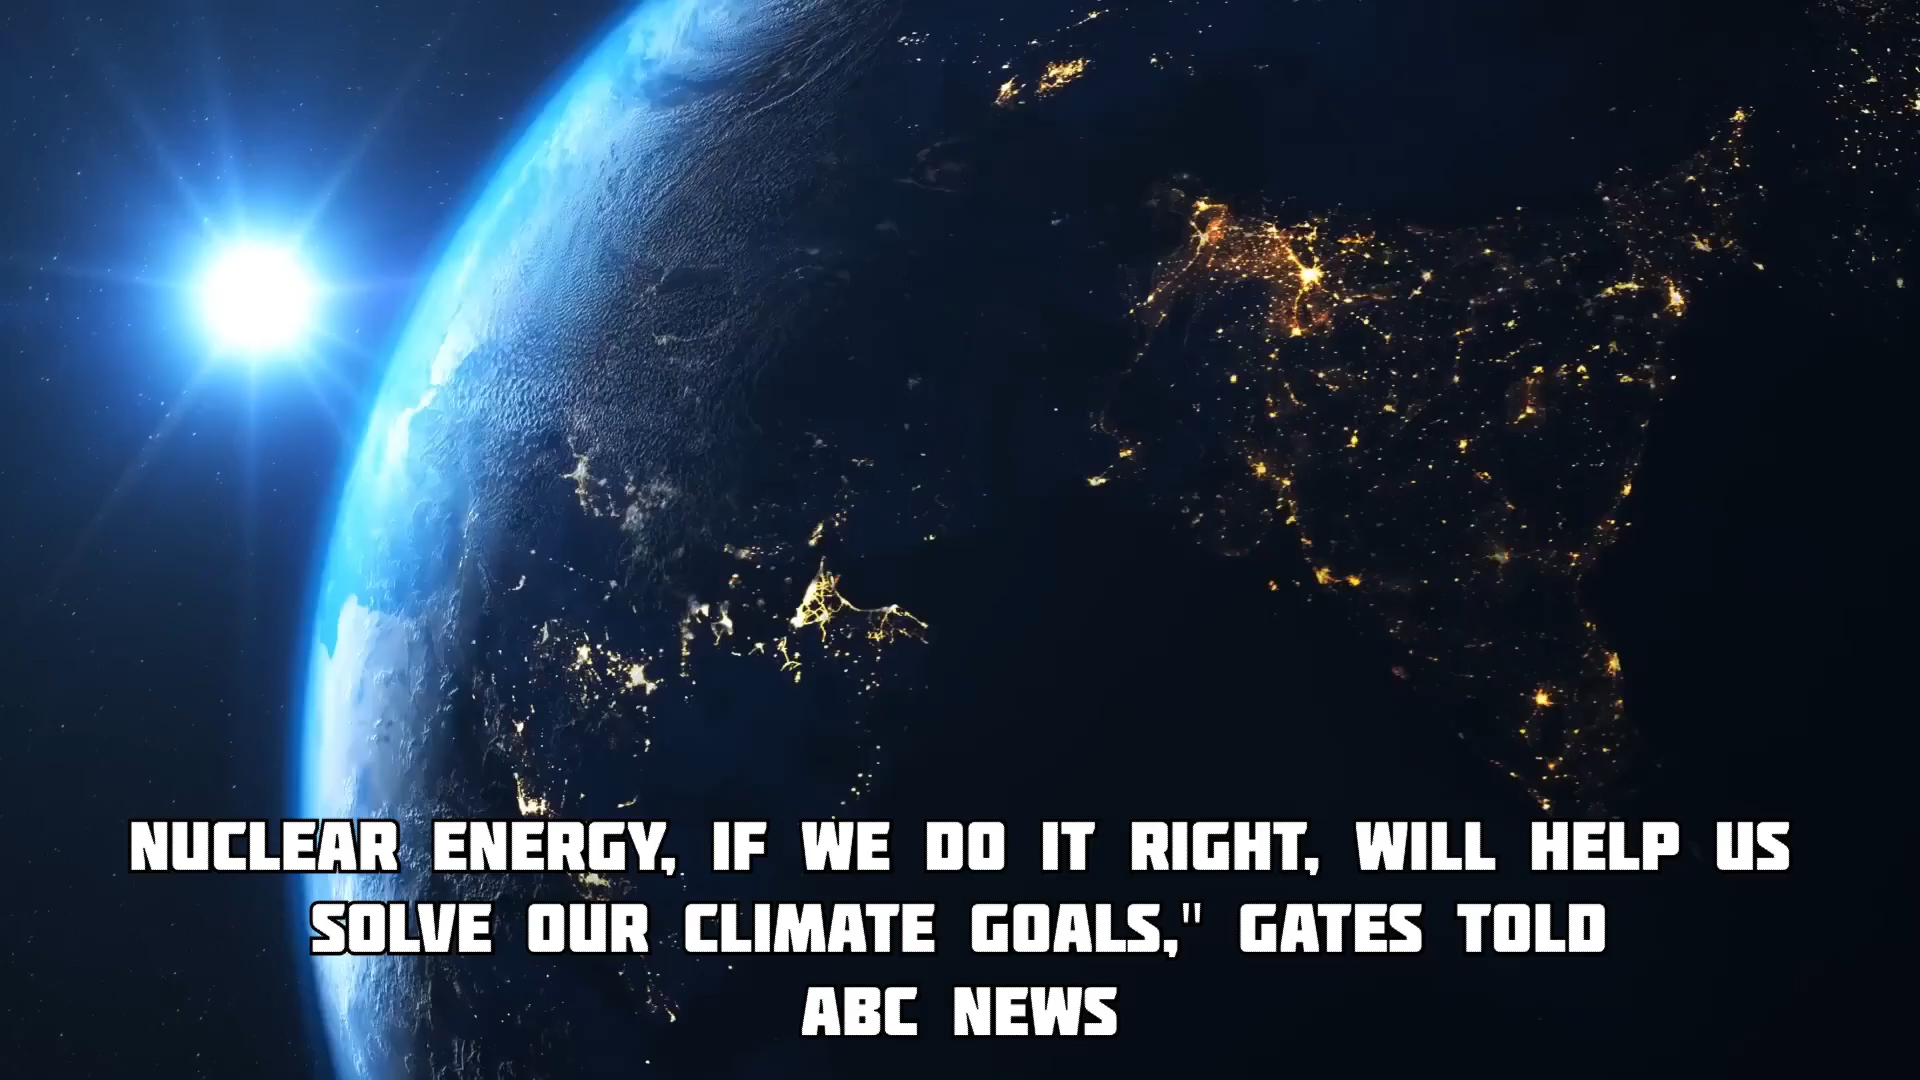 NUCLEAR ENERGY, IF WE DO IT RIGHT, WILL HELP US
SOLVE OUR CLIMATE GOALS," GATES TOLD
ABC NEWS